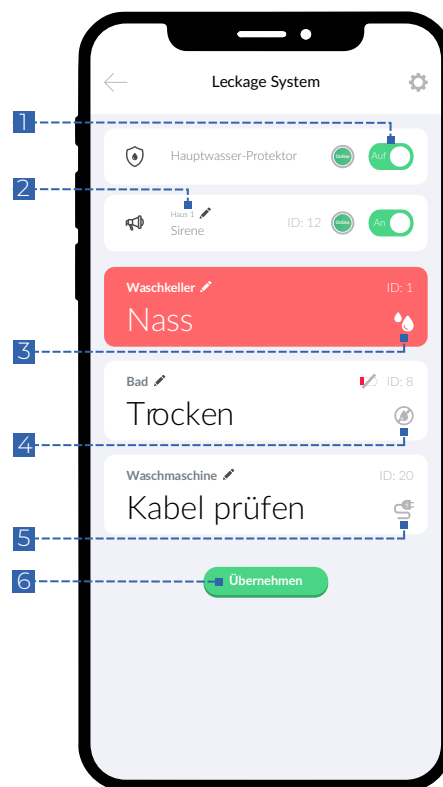 Leckage System
1
Hauptwasser-Protektor Online Auf
2
Haus 1
Sirene ID: 12 Online An
Waschkeller ID: 1
Nass
3
Bad ID: 8
Trocken
4
Waschmaschine ID: 20
Kabel prüfen
5
6 Übernehmen